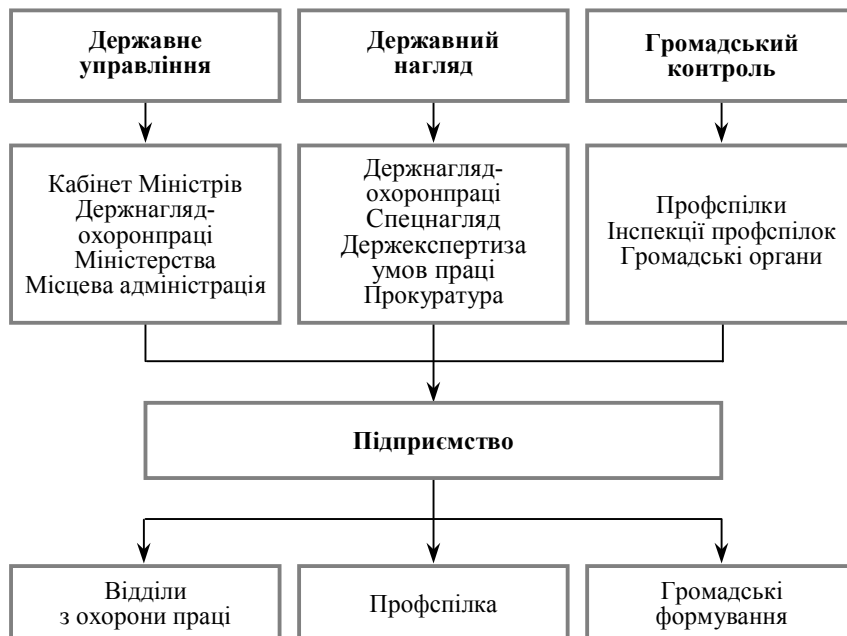 Державне
управління
Державний
нагляд
Громадський
контроль
Кабінет Міністрів
Держнагляд-
охоронпраці
Міністерства
Місцева адміністрація
Держнагляд-
охоронпраці
Спецнагляд
Держекспертиза
умов праці
Прокуратура
Профспілки
Інспекції профспілок
Громадські органи
Підприємство
Відділи
з охорони праці
Профспілка
Громадські
формування